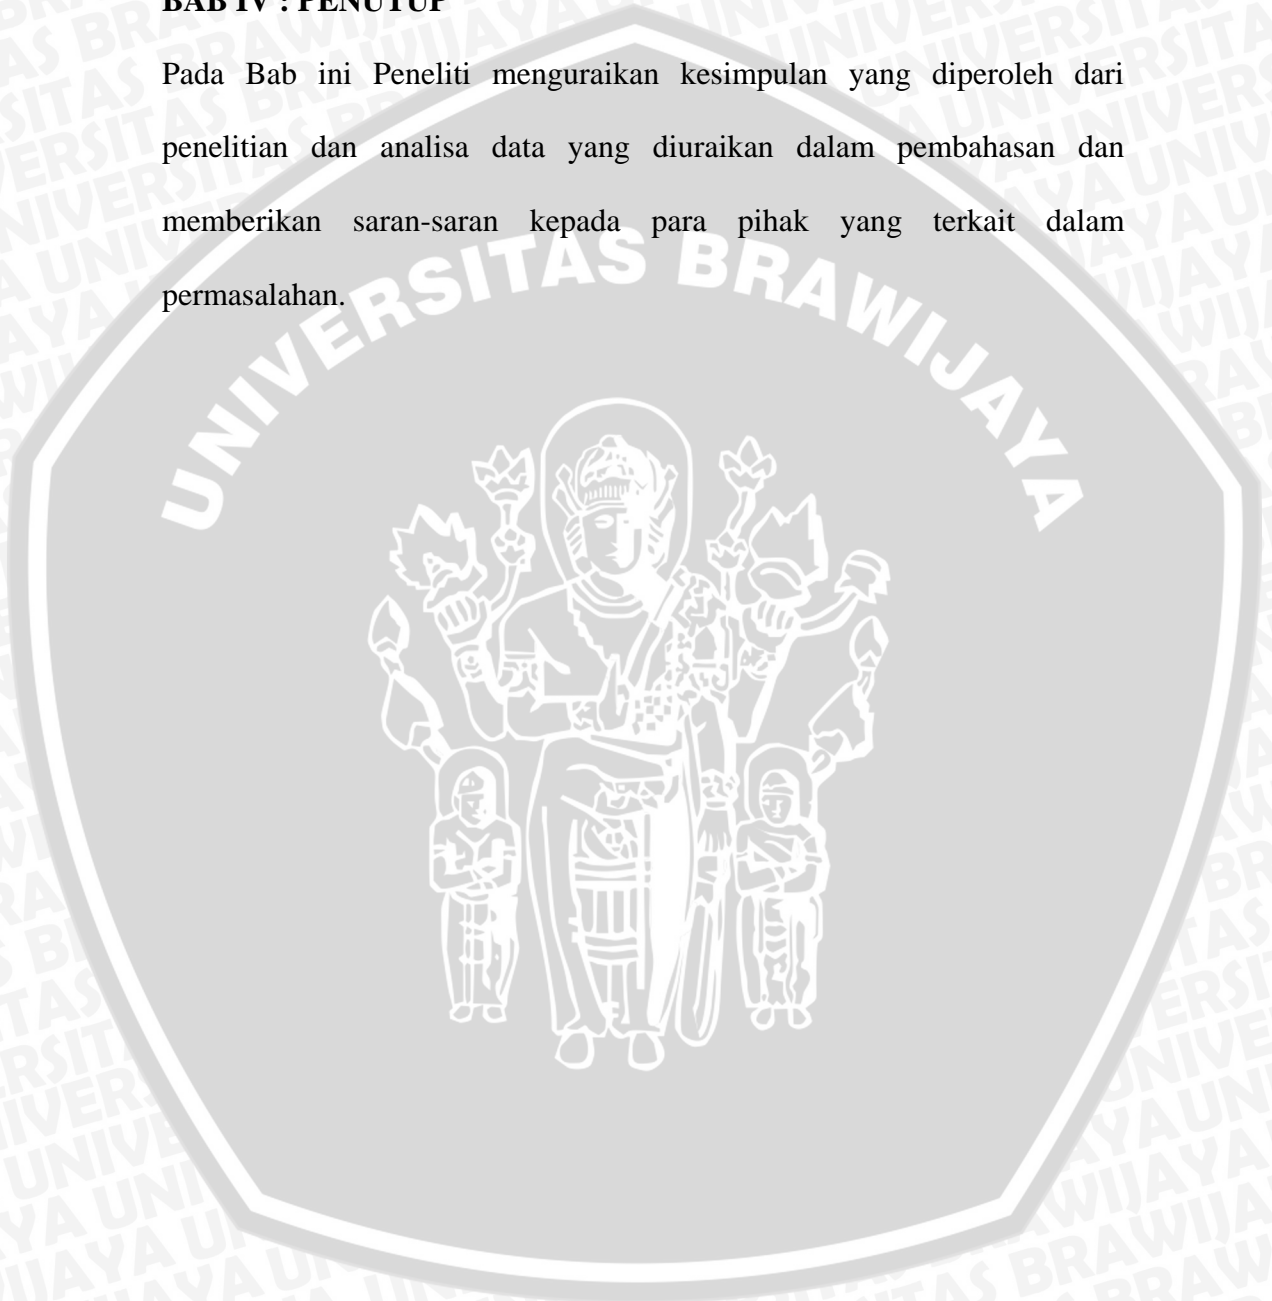 BAB IV : PENUTUP
Pada Bab ini Peneliti menguraikan kesimpulan yang diperoleh dari
penelitian dan analisa data yang diuraikan dalam pembahasan dan
memberikan saran-saran kepada para pihak yang terkait dalam
permasalahan.
UNIVERSITAS BRAWIJAYA